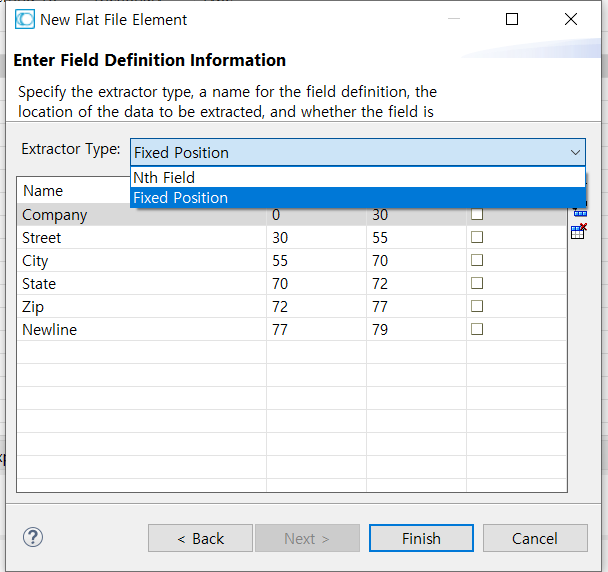 New Flat File Element
Enter Field Definition Information
Specify the extractor type, a name for the field definition, the
location of the data to be extracted, and whether the field is
Extractor Type: Fixed Position
Nth Field
Fixed Position
Name
Company 0 30
Street 30 55
City 55 70
State 70 72
Zip 72 77
Newline 77 79
?
< Back Next > Finish Cancel